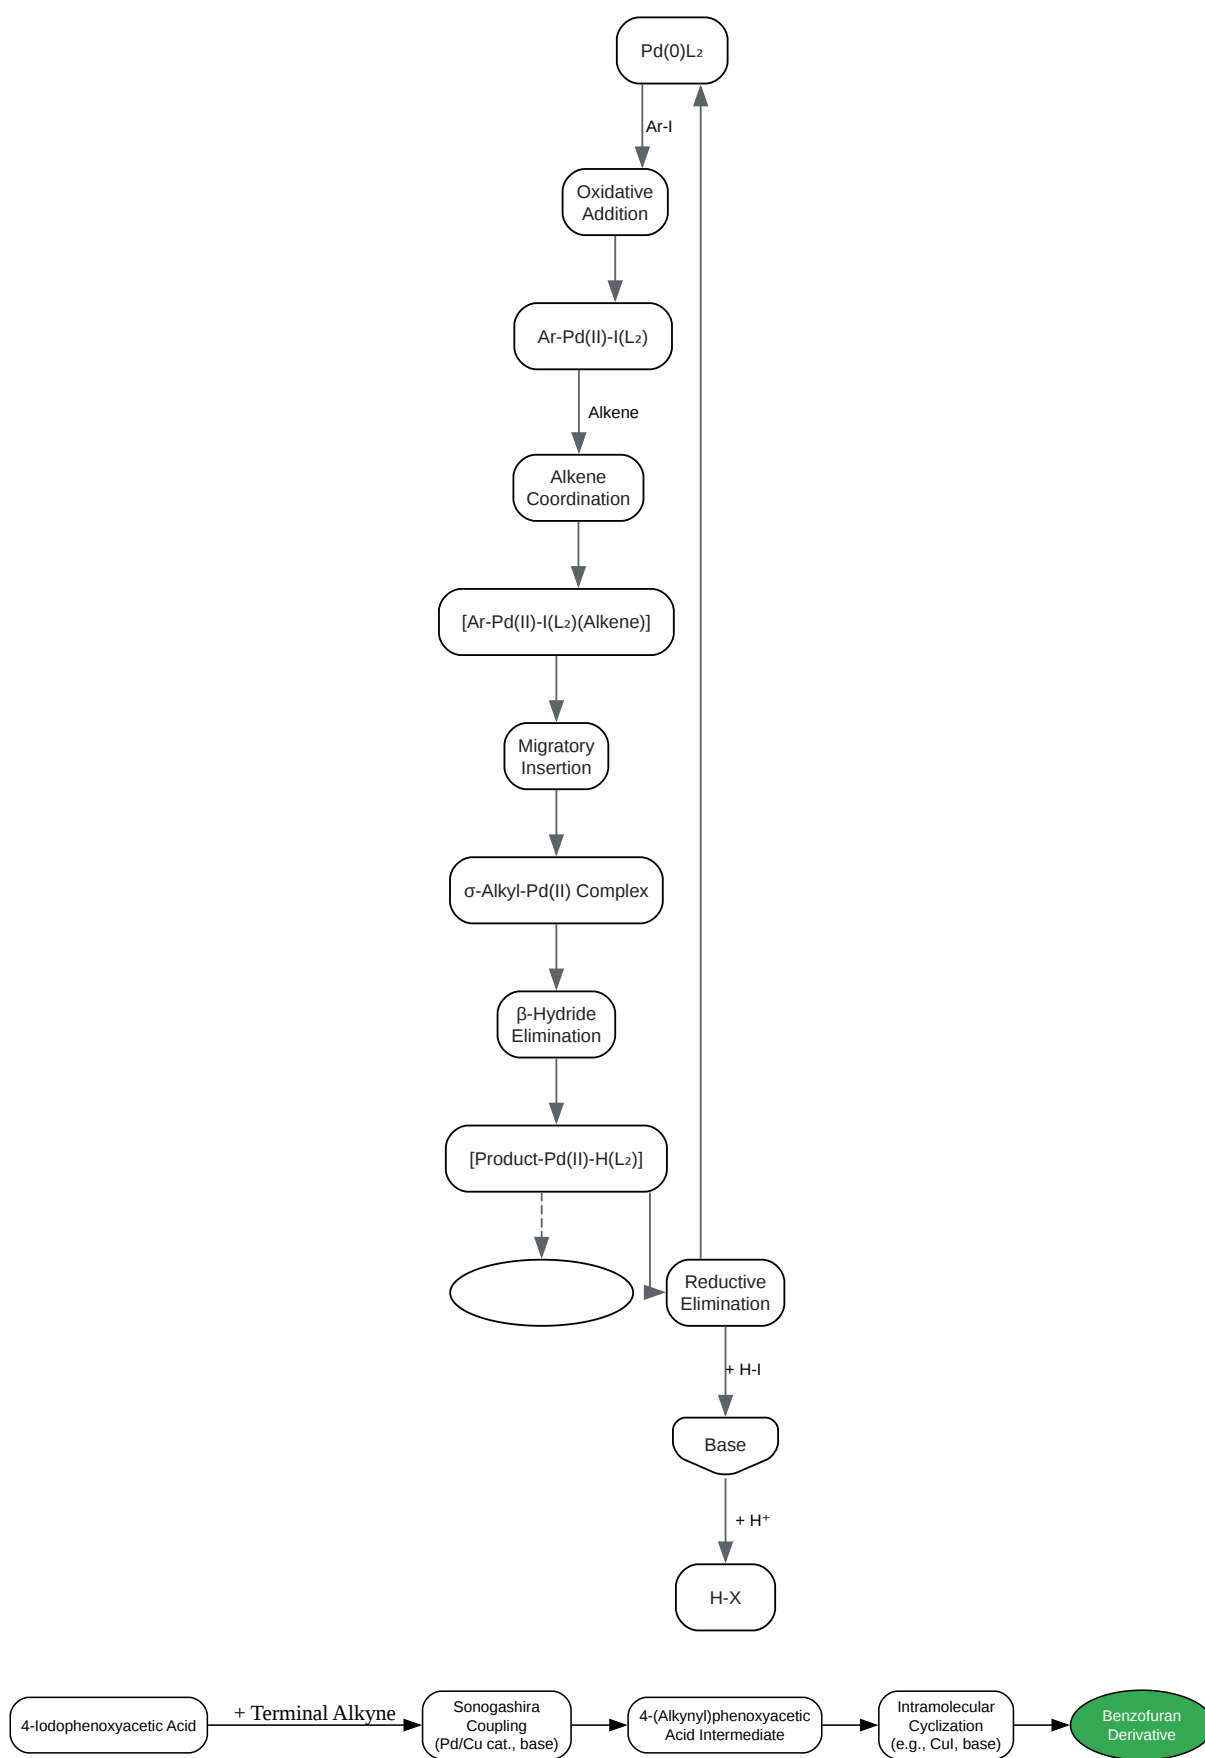 Pd(0)L₂
Ar-I
Oxidative
Addition
Ar-Pd(II)-I(L₂)
Alkene
Alkene
Coordination
[Ar-Pd(II)-I(L₂)(Alkene)]
Migratory
Insertion
σ-Alkyl-Pd(II) Complex
β-Hydride
Elimination
[Product-Pd(II)-H(L₂)]
Reductive
Elimination
+ H-I
Base
+ H⁺
H-X
4-Iodophenoxyacetic Acid
+ Terminal Alkyne
Sonogashira
Coupling
(Pd/Cu cat., base)
4-(Alkynyl)phenoxyacetic
Acid Intermediate
Intramolecular
Cyclization
(e.g., CuI, base)
Benzofuran
Derivative